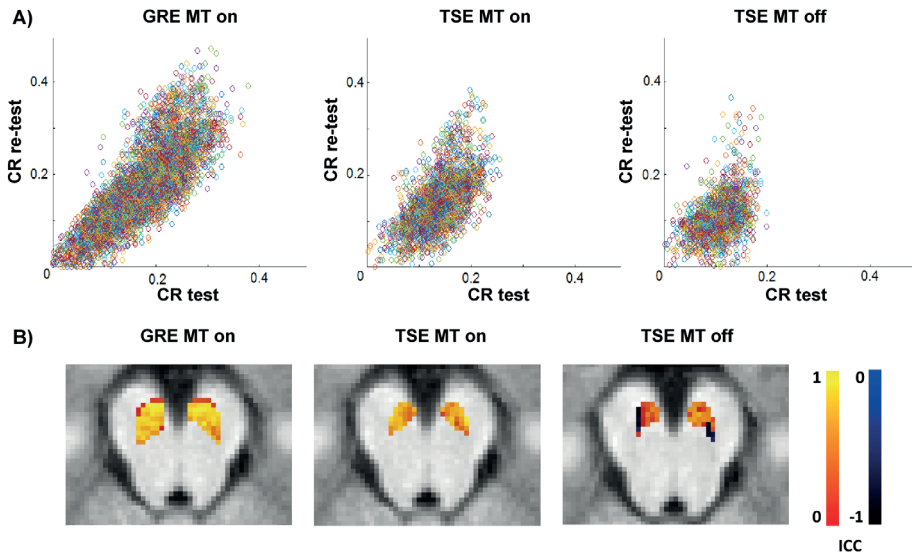 A)
GRE MT on
TSE MT on
TSE MT off
CR re-test
0.4
0.2
0
0.2
0.4
CR test
CR re-test
0.4
0.2
0
0.2
0.4
CR test
CR re-test
0.4
0.2
0
0.2
0.3
0.4
CR test
B)
GRE MT on
TSE MT on
TSE MT off
1
0
0
-1
ICC